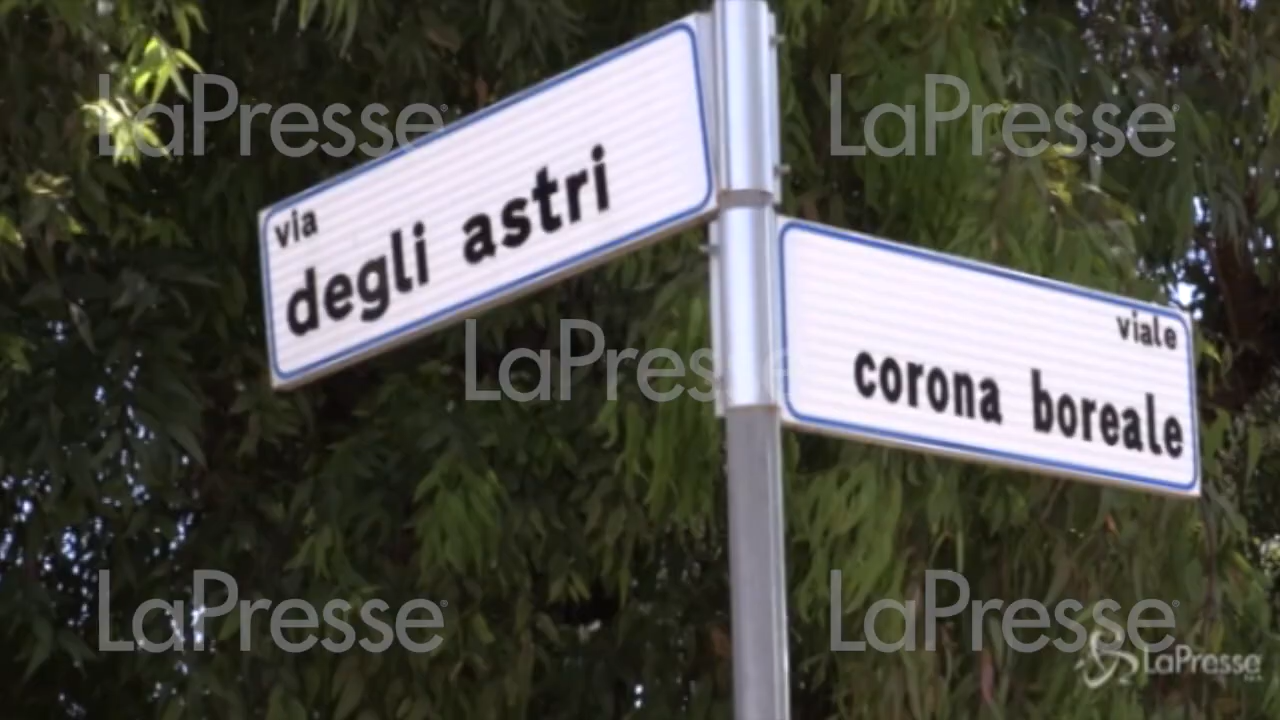 LaPresse
LaPresse
via
degli astri
viale
corona boreale
LaPresse
LaPresse
LaPresse
LaPresse